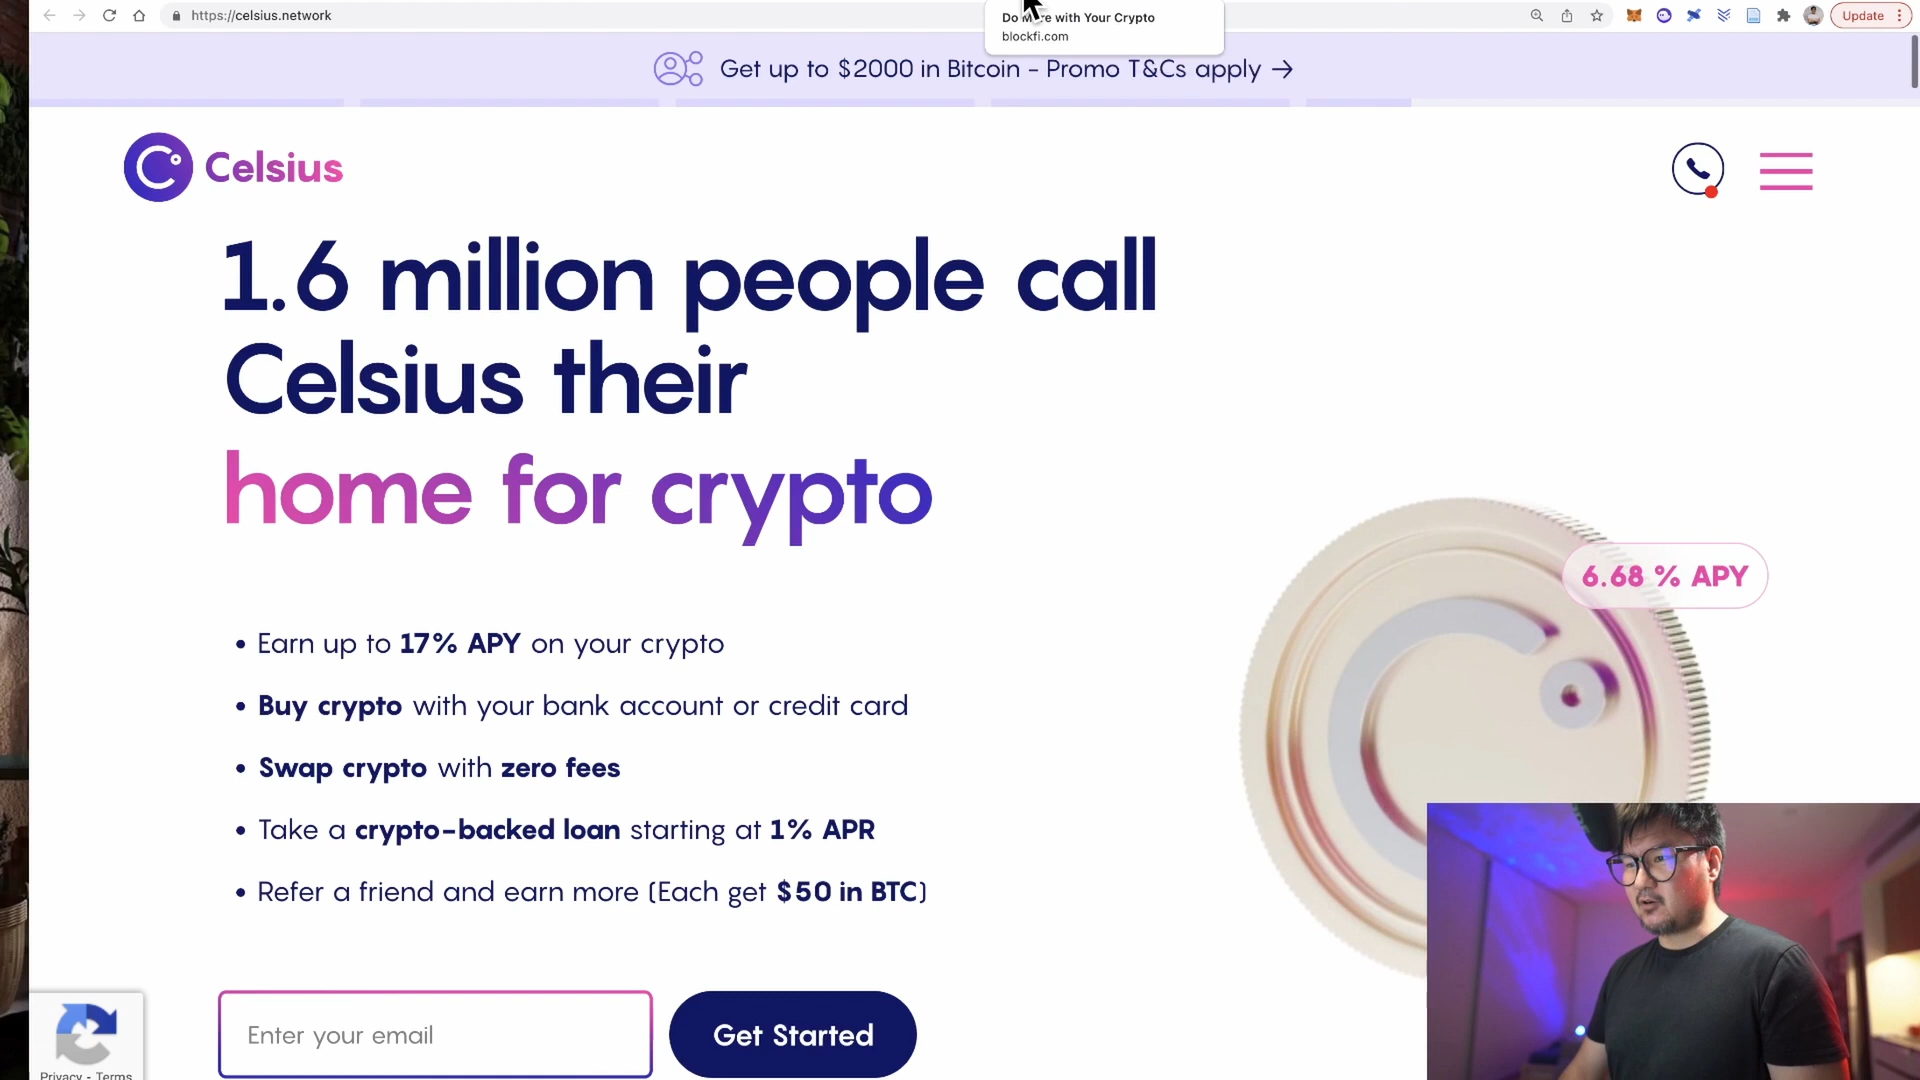 https://celsius.network
Do More with Your Crypto
blockfi.com
Update
Get up to $2000 in Bitcoin - Promo T&Cs apply →
Celsius
1.6 million people call
Celsius their
home for crypto
6.68 % APY
• Earn up to 17% APY on your crypto
• Buy crypto with your bank account or credit card
• Swap crypto with zero fees
• Take a crypto-backed loan starting at 1% APR
• Refer a friend and earn more (Each get $50 in BTC)
Enter your email
Get Started
Privacy - Terms